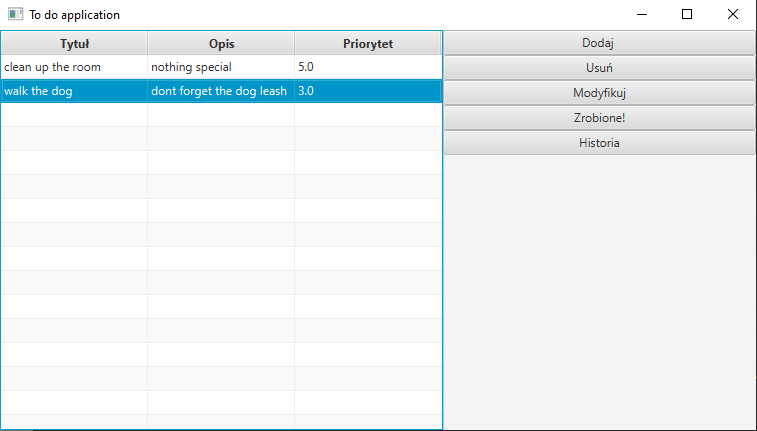 To do application
Tytuł Opis Priorytet
clean up the room nothing special 5.0
walk the dog dont forget the dog leash 3.0
Dodaj
Usuń
Modyfikuj
Zrobione!
Historia